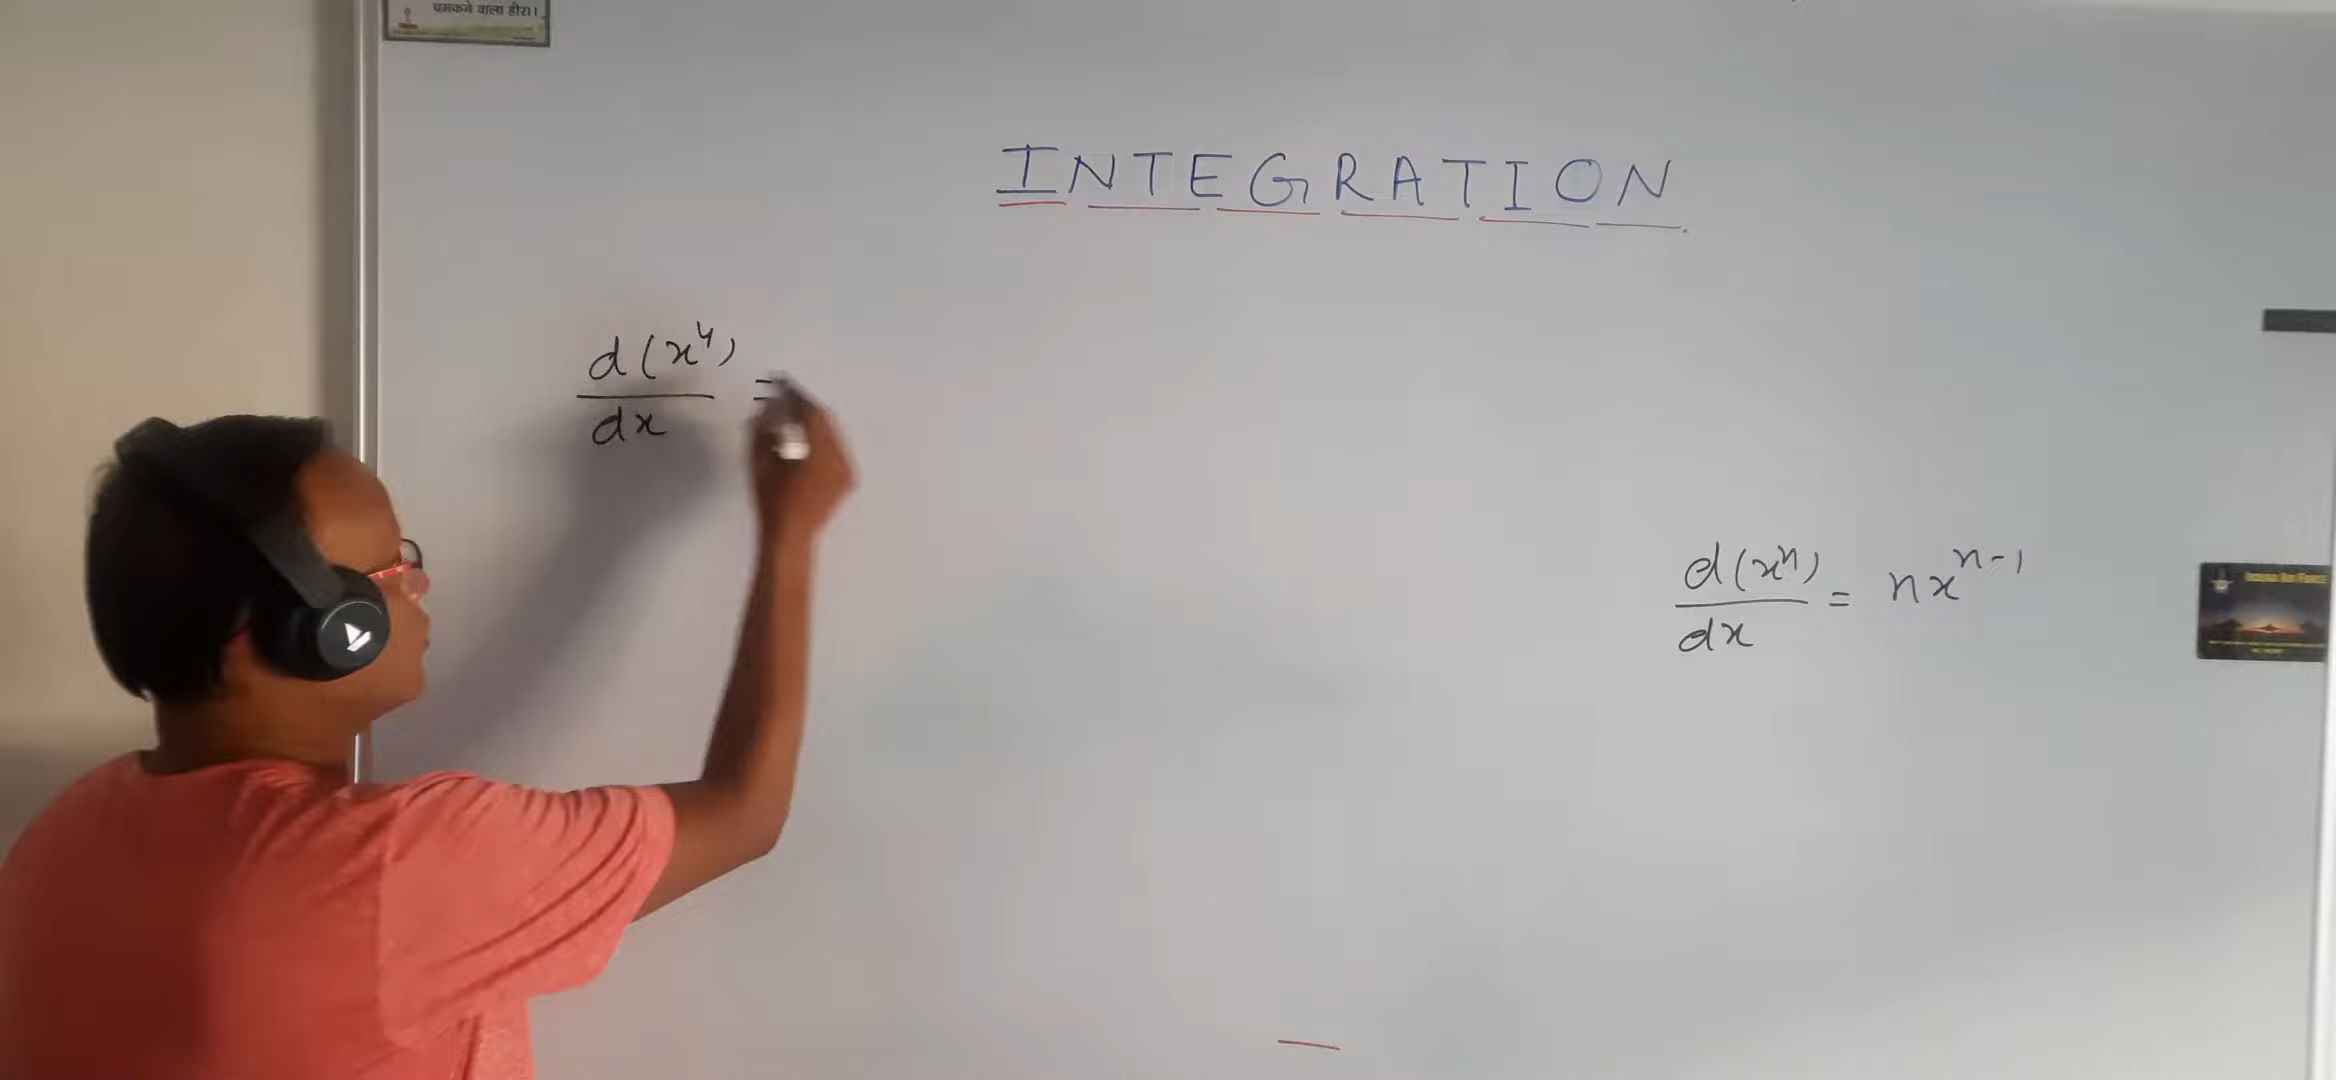 चमकने वाला हीरा।
INTEGRATION
d(x⁴)/dx =
d(xⁿ)/dx = nxⁿ⁻¹